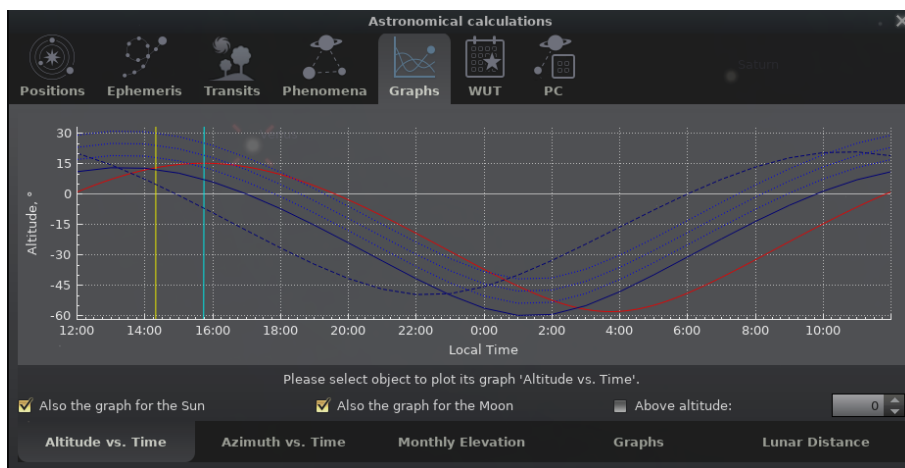 Astronomical calculations
Positions Ephemeris Transits Phenomena Graphs WUT PC
Saturn
30
15
0
-15
-30
-45
-60
Altitude, °
12:00 14:00 16:00 18:00 20:00 22:00 0:00 2:00 4:00 6:00 8:00 10:00
Local Time
Please select object to plot its graph 'Altitude vs. Time'.
Also the graph for the Sun Also the graph for the Moon Above altitude: 0
Altitude vs. Time Azimuth vs. Time Monthly Elevation Graphs Lunar Distance